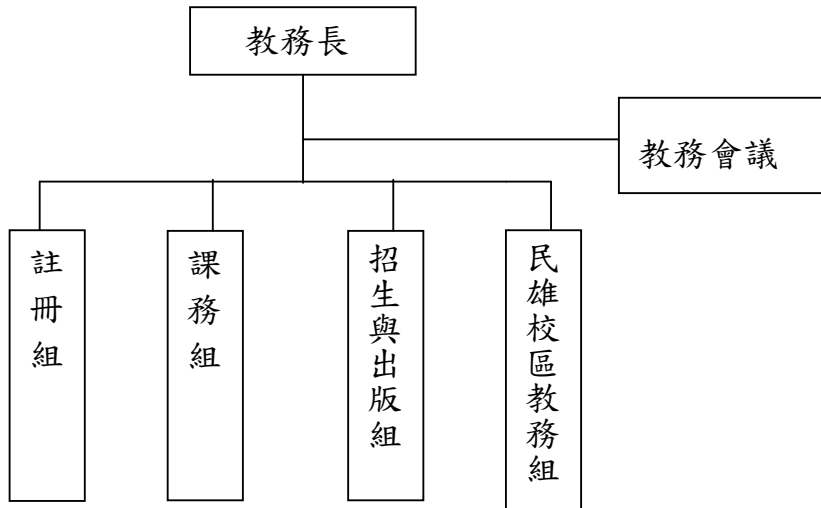 教務長
教務會議
註冊組
課務組
招生與出版組
民雄校區教務組